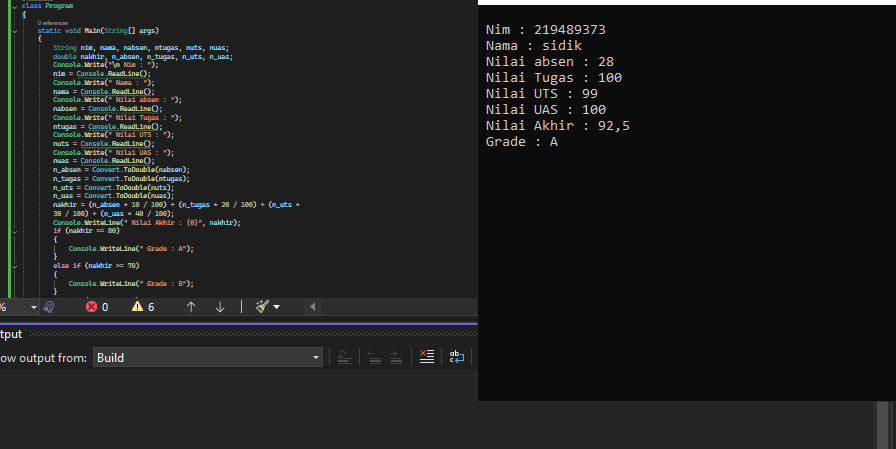 class Program
{
0 references
static void Main(String[] args)
{
String nim, nama, nabsen, ntugas, nuts, nuas;
double nakhir, n_absen, n_tugas, n_uts, n_uas;
Console.Write("\n Nim : ");
nim = Console.ReadLine();
Console.Write(" Nama : ");
nama = Console.ReadLine();
Console.Write(" Nilai absen : ");
nabsen = Console.ReadLine();
Console.Write(" Nilai Tugas : ");
ntugas = Console.ReadLine();
Console.Write(" Nilai UTS : ");
nuts = Console.ReadLine();
Console.Write(" Nilai UAS : ");
nuas = Console.ReadLine();
n_absen = Convert.ToDouble(nabsen);
n_tugas = Convert.ToDouble(ntugas);
n_uts = Convert.ToDouble(nuts);
n_uas = Convert.ToDouble(nuas);
nakhir = (n_absen * 10 / 100) + (n_tugas * 20 / 100) + (n_uts *
30 / 100) + (n_uas * 40 / 100);
Console.WriteLine(" Nilai Akhir : {0}", nakhir);
if (nakhir >= 80)
{
Console.WriteLine(" Grade : A");
}
else if (nakhir >= 70)
{
Console.WriteLine(" Grade : B");
}
% 0 6
tput
ow output from: Build
Nim : 219489373
Nama : sidik
Nilai absen : 28
Nilai Tugas : 100
Nilai UTS : 99
Nilai UAS : 100
Nilai Akhir : 92,5
Grade : A